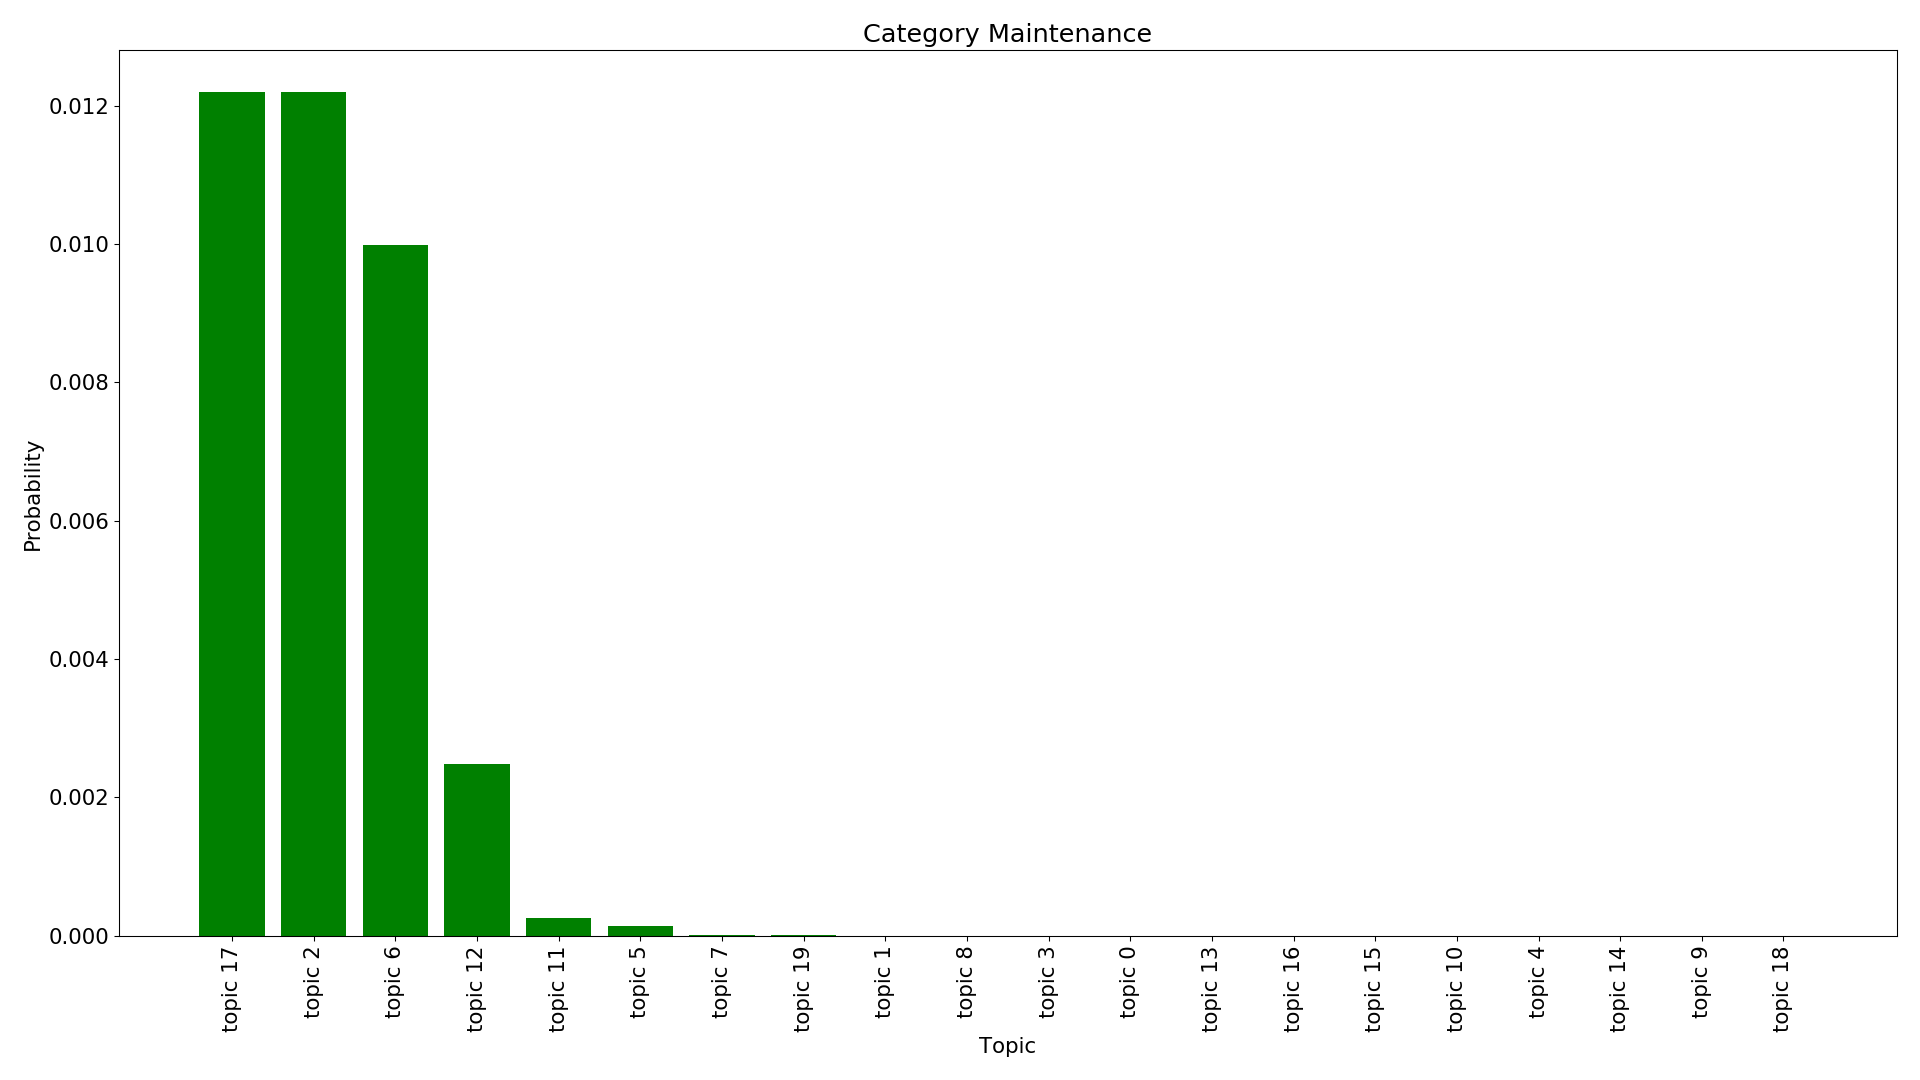 Category Maintenance
Probability
0.012
0.010
0.008
0.006
0.004
0.002
0.000
topic 17
topic 2
topic 6
topic 12
topic 11
topic 5
topic 7
topic 19
topic 1
topic 8
topic 3
topic 0
topic 13
topic 16
topic 15
topic 10
topic 4
topic 14
topic 9
topic 18
Topic